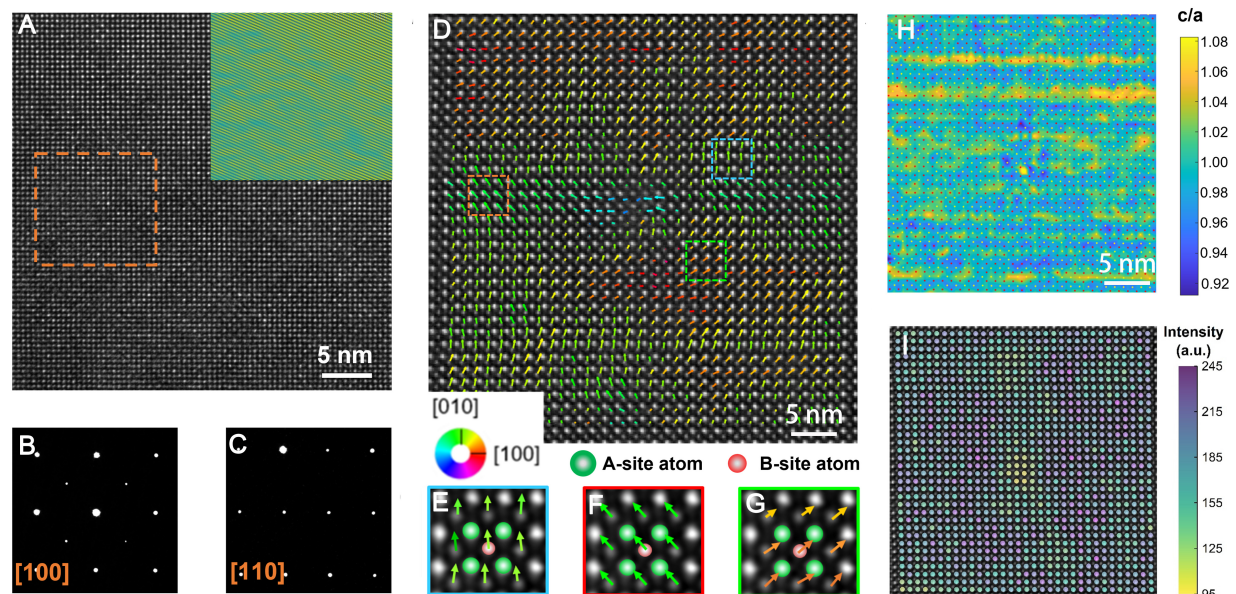 A
5 nm
B
[100]
C
[110]
D
5 nm
[010]
[100]
A-site atom
B-site atom
E
F
G
H
5 nm
c/a
1.08
1.06
1.04
1.02
1.00
0.98
0.96
0.94
0.92
I
Intensity
(a.u.)
245
215
185
155
125
95